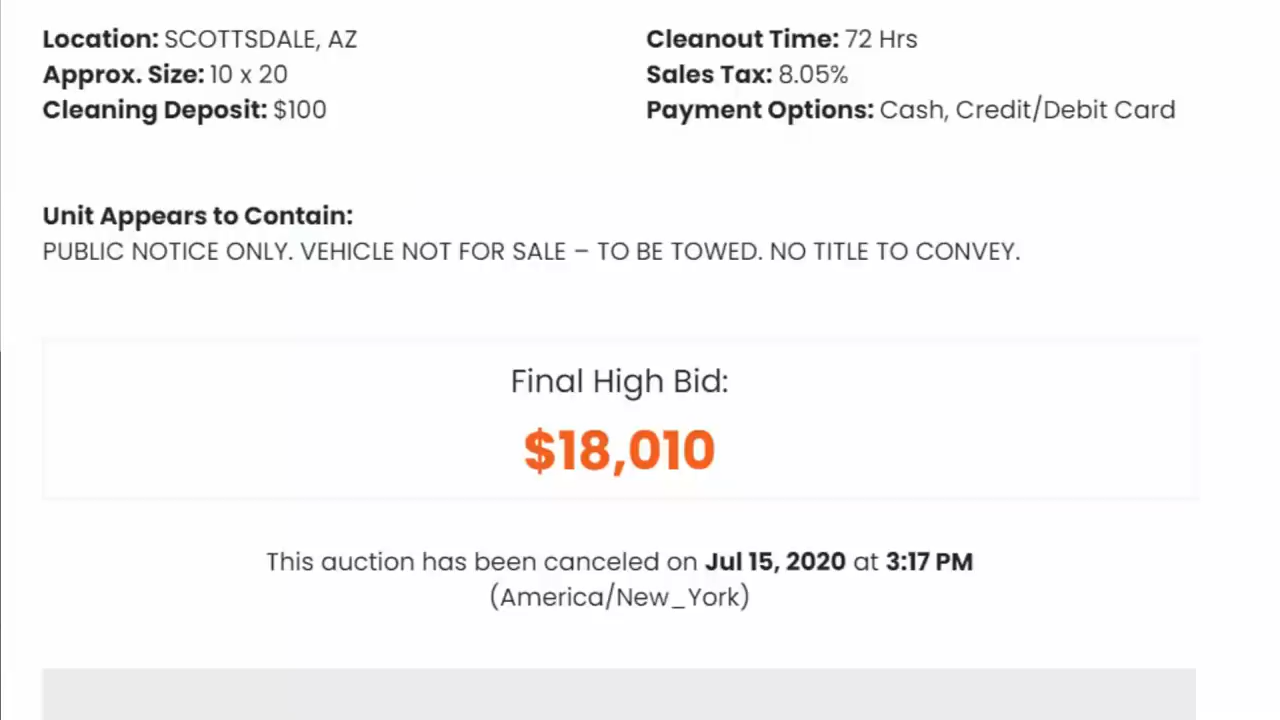 Location: SCOTTSDALE, AZ
Approx. Size: 10 x 20
Cleaning Deposit: $100
Cleanout Time: 72 Hrs
Sales Tax: 8.05%
Payment Options: Cash, Credit/Debit Card
Unit Appears to Contain:
PUBLIC NOTICE ONLY. VEHICLE NOT FOR SALE – TO BE TOWED. NO TITLE TO CONVEY.
Final High Bid:
$18,010
This auction has been canceled on Jul 15, 2020 at 3:17 PM
(America/New_York)